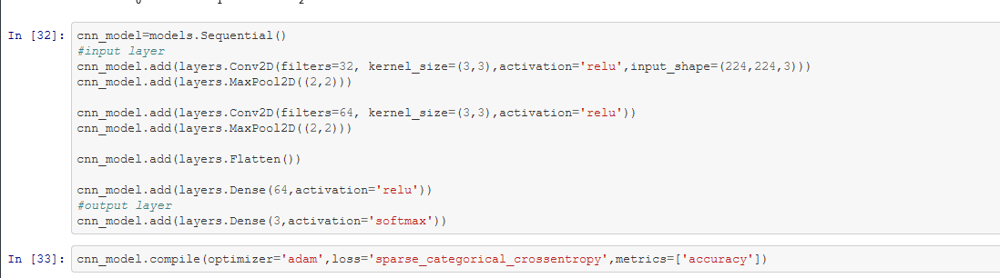 In [32]: cnn_model=models.Sequential()
#input layer
cnn_model.add(layers.Conv2D(filters=32, kernel_size=(3,3),activation='relu',input_shape=(224,224,3)))
cnn_model.add(layers.MaxPool2D((2,2)))
cnn_model.add(layers.Conv2D(filters=64, kernel_size=(3,3),activation='relu'))
cnn_model.add(layers.MaxPool2D((2,2)))
cnn_model.add(layers.Flatten())
cnn_model.add(layers.Dense(64,activation='relu'))
#output layer
cnn_model.add(layers.Dense(3,activation='softmax'))
In [33]: cnn_model.compile(optimizer='adam',loss='sparse_categorical_crossentropy',metrics=['accuracy'])